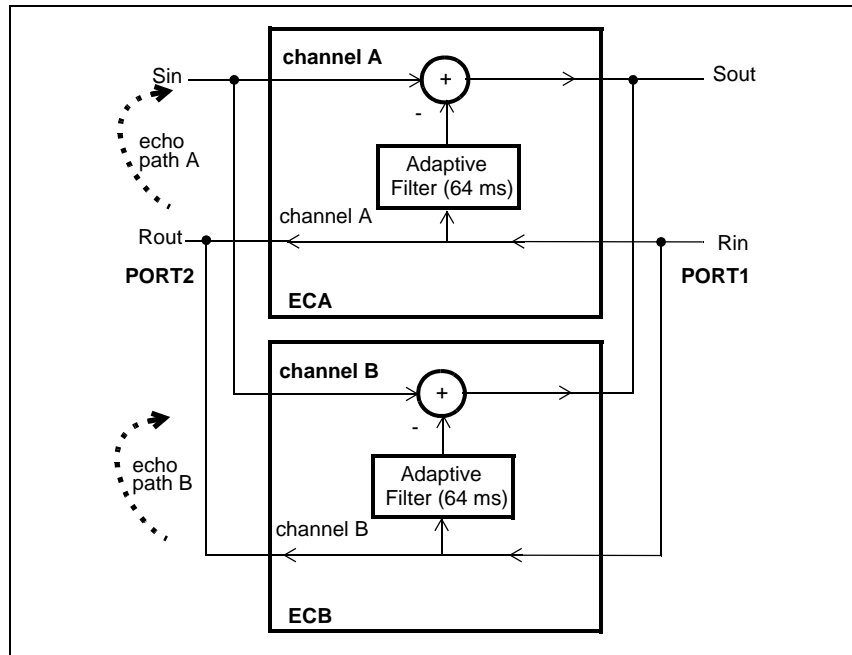 channel A
Sin
+
Sout
-
echo
path A
Adaptive
Filter (64 ms)
channel A
Rout
Rin
PORT2
PORT1
ECA
channel B
+
-
echo
path B
Adaptive
Filter (64 ms)
channel B
ECB